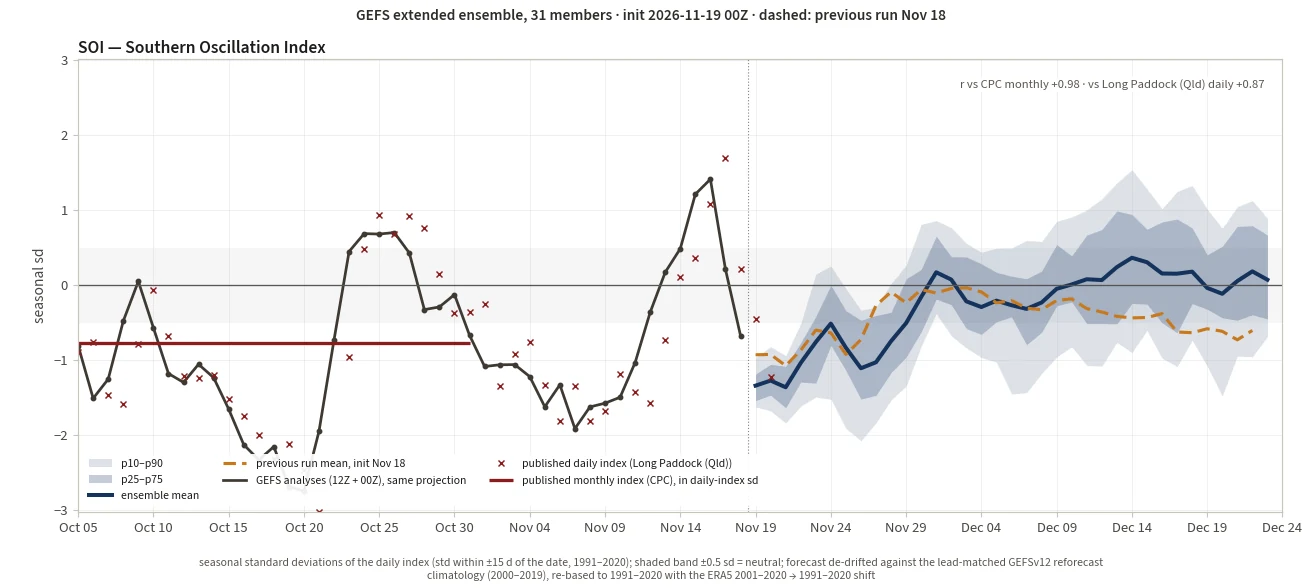 GEFS extended ensemble, 31 members · init 2026-11-19 00Z · dashed: previous run Nov 18
SOI — Southern Oscillation Index
r vs CPC monthly +0.98 · vs Long Paddock (Qld) daily +0.87
seasonal sd
3
2
1
0
−1
−2
−3
p10–p90
p25–p75
ensemble mean
previous run mean, init Nov 18
GEFS analyses (12Z + 00Z), same projection
published daily index (Long Paddock (Qld))
published monthly index (CPC), in daily-index sd
Oct 05 Oct 10 Oct 15 Oct 20 Oct 25 Oct 30 Nov 04 Nov 09 Nov 14 Nov 19 Nov 24 Nov 29 Dec 04 Dec 09 Dec 14 Dec 19 Dec 24
seasonal standard deviations of the daily index (std within ±15 d of the date, 1991–2020); shaded band ±0.5 sd = neutral; forecast de-drifted against the lead-matched GEFSv12 reforecast
climatology (2000–2019), re-based to 1991–2020 with the ERA5 2001–2020 → 1991–2020 shift